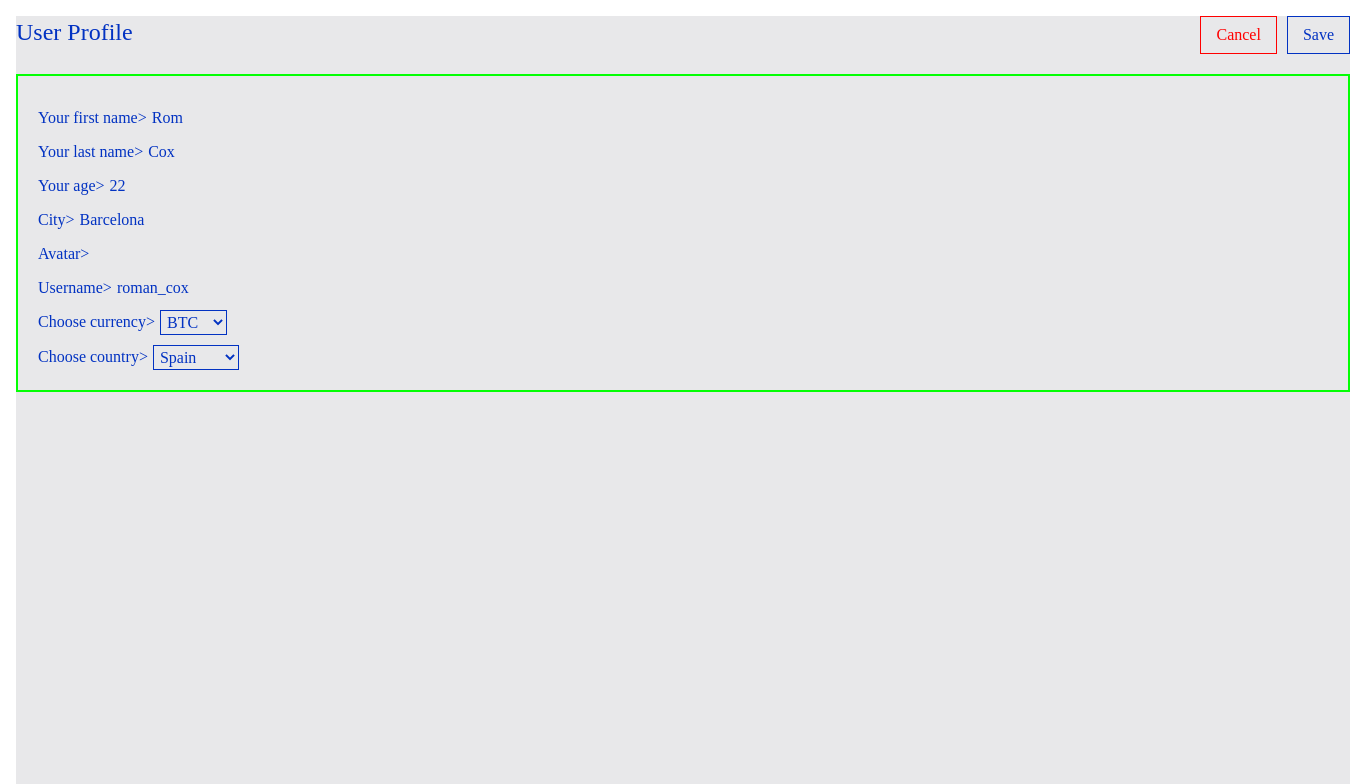 User Profile
Cancel
Save
Your first name> Rom
Your last name> Cox
Your age> 22
City> Barcelona
Avatar>
Username> roman_cox
Choose currency> BTC
Choose country> Spain